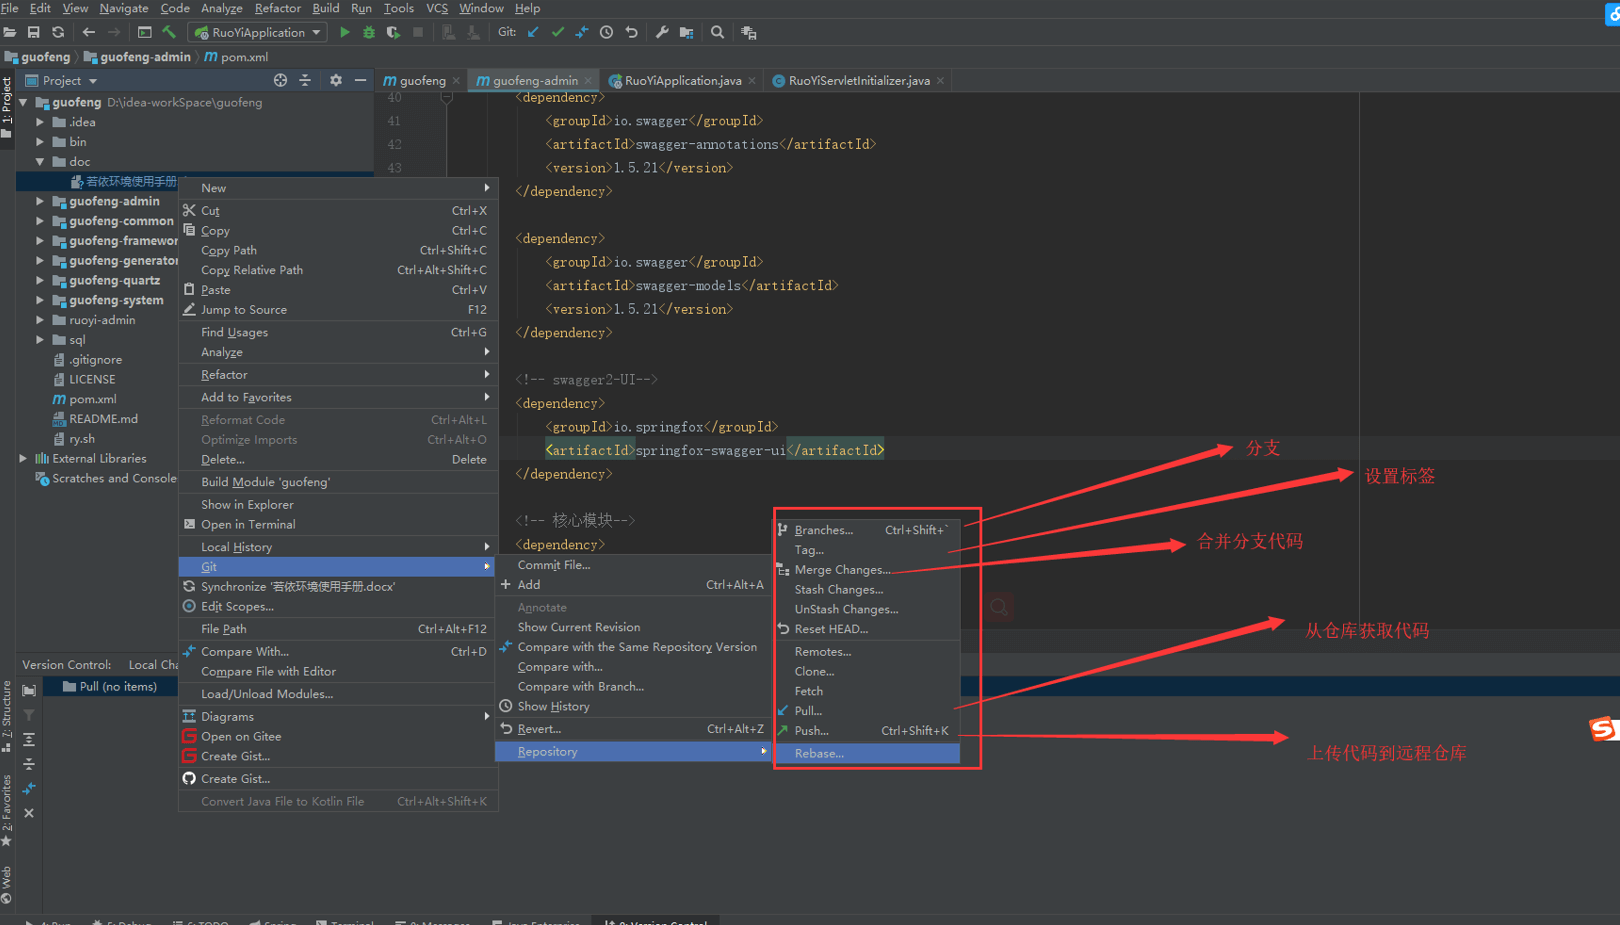 File Edit View Navigate Code Analyze Refactor Build Run Tools VCS Window Help
RuoYiApplication Git:
guofeng guofeng-admin pom.xml
Project
guofeng guofeng-admin RuoYiApplication.java RuoYiServletInitializer.java
1: Project
guofeng D:\idea-workSpace\guofeng
.idea
bin
doc
若依环境使用手册
guofeng-admin
guofeng-common
guofeng-framewor
guofeng-generator
guofeng-quartz
guofeng-system
ruoyi-admin
sql
.gitignore
LICENSE
pom.xml
README.md
ry.sh
External Libraries
Scratches and Console
40 <dependency>
41 <groupId>io.swagger</groupId>
42 <artifactId>swagger-annotations</artifactId>
43 <version>1.5.21</version>
</dependency>
<dependency>
<groupId>io.swagger</groupId>
<artifactId>swagger-models</artifactId>
<version>1.5.21</version>
</dependency>
<!-- swagger2-UI-->
<dependency>
<groupId>io.springfox</groupId>
<artifactId>springfox-swagger-ui</artifactId>
</dependency>
<!-- 核心模块-->
<dependency>
New
Cut Ctrl+X
Copy Ctrl+C
Copy Path Ctrl+Shift+C
Copy Relative Path Ctrl+Alt+Shift+C
Paste Ctrl+V
Jump to Source F12
Find Usages Ctrl+G
Analyze
Refactor
Add to Favorites
Reformat Code Ctrl+Alt+L
Optimize Imports Ctrl+Alt+O
Delete... Delete
Build Module 'guofeng'
Show in Explorer
Open in Terminal
Local History
Git
Synchronize '若依环境使用手册.docx'
Edit Scopes...
File Path Ctrl+Alt+F12
Compare With... Ctrl+D
Compare File with Editor
Load/Unload Modules...
Diagrams
Open on Gitee
Create Gist...
Create Gist...
Convert Java File to Kotlin File Ctrl+Alt+Shift+K
Commit File...
Add Ctrl+Alt+A
Annotate
Show Current Revision
Compare with the Same Repository Version
Compare with...
Compare with Branch...
Show History
Revert... Ctrl+Alt+Z
Repository
Branches... Ctrl+Shift+`
Tag...
Merge Changes...
Stash Changes...
UnStash Changes...
Reset HEAD...
Remotes...
Clone...
Fetch
Pull...
Push... Ctrl+Shift+K
Rebase...
分支
设置标签
合并分支代码
从仓库获取代码
上传代码到远程仓库
Version Control: Local Cha
Pull (no items)
7: Structure
2: Favorites
Web